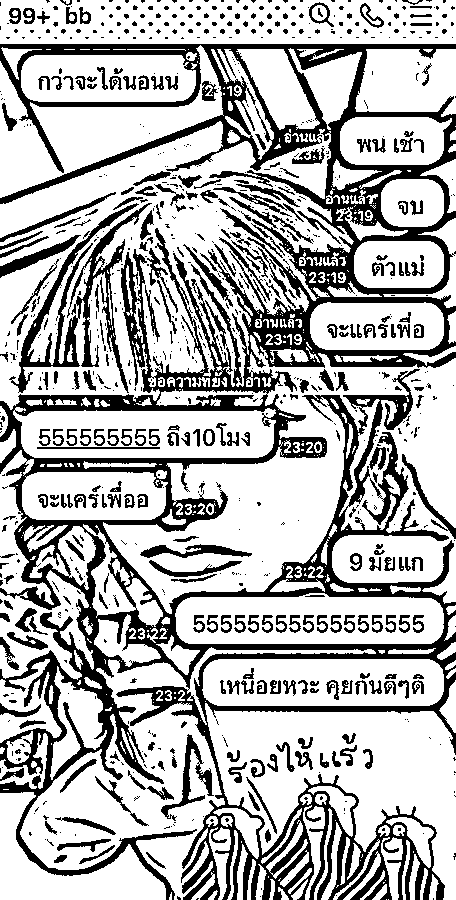 99+ bb
กว่าจะได้นอนน
23:19
อ่านแล้ว
23:19
พน เช้า
อ่านแล้ว
23:19
จบ
อ่านแล้ว
23:19
ตัวแม่
อ่านแล้ว
23:19
จะแคร์เพื่อ
ข้อความที่ยังไม่อ่าน
555555555 ถึง10โมง
23:20
จะแคร์เพื่ออ
23:20
9 มั้ยแก
23:22
55555555555555555
23:22
เหนื่อยหวะ คุยกันดีๆดิ
23:22
ร้องไห้แร้ว